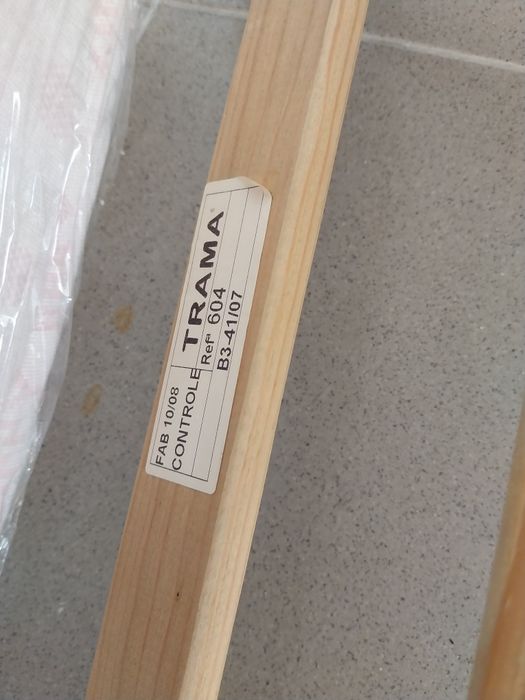 TRAMA®
Refª 604
B3-41/07
FAB 10/08
CONTROLE